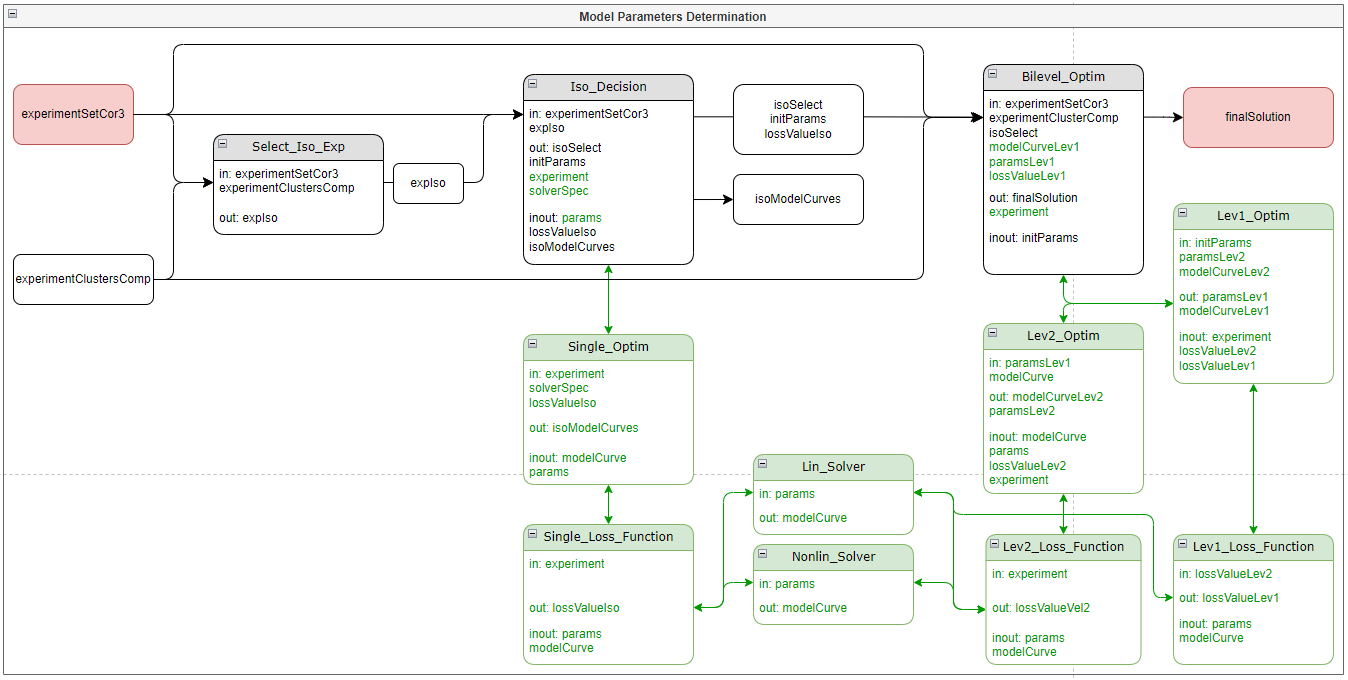 Model Parameters Determination
experimentSetCor3
experimentClustersComp
Select_Iso_Exp
in: experimentSetCor3
experimentClustersComp
out: expIso
expIso
Iso_Decision
in: experimentSetCor3
expIso
out: isoSelect
initParams
experiment
solverSpec
inout: params
lossValueIso
isoModelCurves
isoSelect
initParams
lossValueIso
isoModelCurves
Bilevel_Optim
in: experimentSetCor3
experimentClusterComp
isoSelect
modelCurveLev1
paramsLev1
lossValueLev1
out: finalSolution
experiment
inout: initParams
finalSolution
Lev1_Optim
in: initParams
paramsLev2
modelCurveLev2
out: paramsLev1
modelCurveLev1
inout: experiment
lossValueLev2
lossValueLev1
Single_Optim
in: experiment
solverSpec
lossValueIso
out: isoModelCurves
inout: modelCurve
params
Lev2_Optim
in: paramsLev1
modelCurve
out: modelCurveLev2
paramsLev2
inout: modelCurve
params
lossValueLev2
experiment
Lin_Solver
in: params
out: modelCurve
Single_Loss_Function
in: experiment
out: lossValueIso
inout: params
modelCurve
Nonlin_Solver
in: params
out: modelCurve
Lev2_Loss_Function
in: experiment
out: lossValueVel2
inout: params
modelCurve
Lev1_Loss_Function
in: lossValueLev2
out: lossValueLev1
inout: params
modelCurve